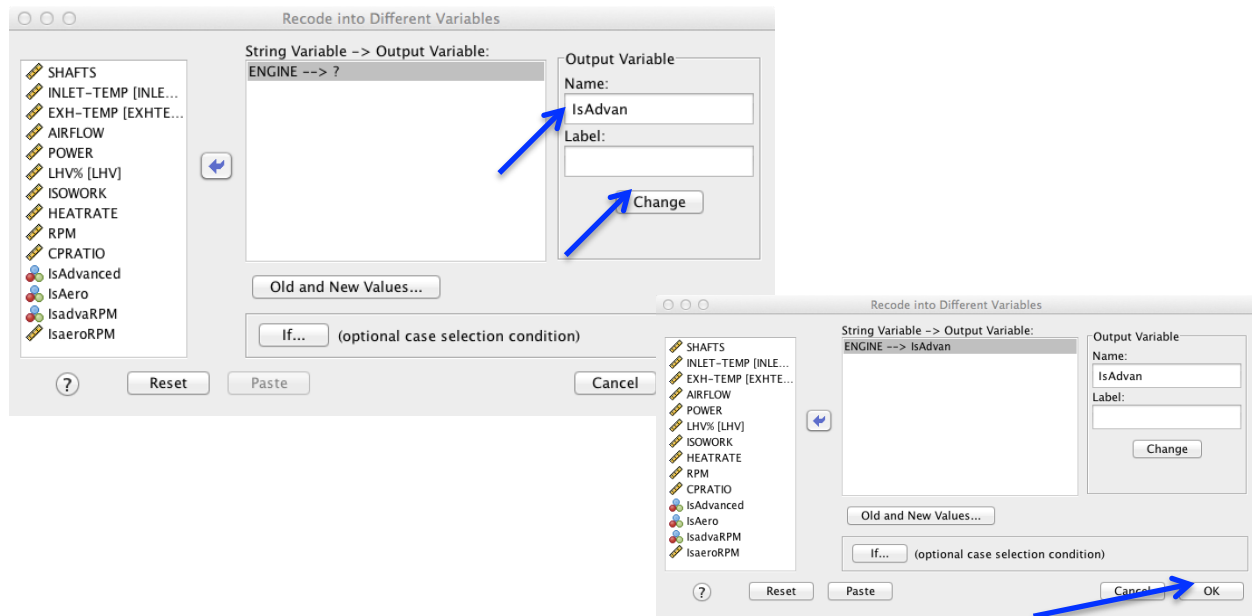 Recode into Different Variables
String Variable -> Output Variable:
SHAFTS
INLET-TEMP [INLE...
EXH-TEMP [EXHTE...
AIRFLOW
POWER
LHV% [LHV]
ISOWORK
HEATRATE
RPM
CPRATIO
IsAdvanced
IsAero
IsadvaRPM
IsaeroRPM
ENGINE --> ?
Output Variable
Name:
IsAdvan
Label:
Change
Old and New Values...
If... (optional case selection condition)
? Reset Paste Cancel
Recode into Different Variables
String Variable -> Output Variable:
SHAFTS
INLET-TEMP [INLE...
EXH-TEMP [EXHTE...
AIRFLOW
POWER
LHV% [LHV]
ISOWORK
HEATRATE
RPM
CPRATIO
IsAdvanced
IsAero
IsadvaRPM
IsaeroRPM
ENGINE --> IsAdvan
Output Variable
Name:
IsAdvan
Label:
Change
Old and New Values...
If... (optional case selection condition)
? Reset Paste Cancel OK